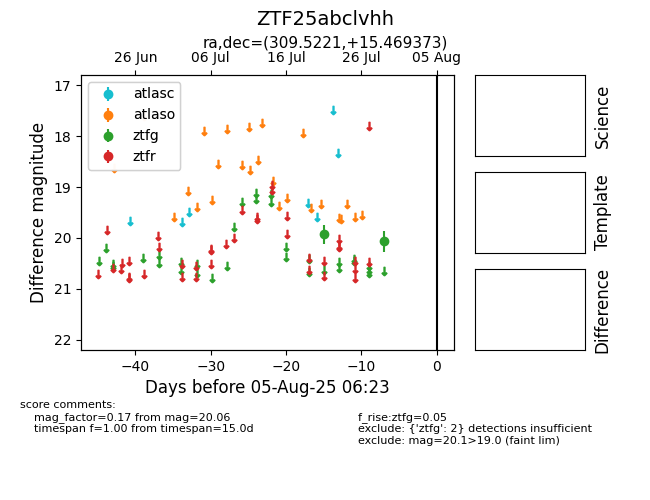 ZTF25abclvhh
ra,dec=(309.5221,+15.469373)
26 Jun 06 Jul 16 Jul 26 Jul 05 Aug
atlasc
atlaso
ztfg
ztfr
17
18
19
20
21
22
Difference magnitude
−40 −30 −20 −10 0
Days before 05-Aug-25 06:23
Science
Template
Difference
score comments:
mag_factor=0.17 from mag=20.06
timespan f=1.00 from timespan=15.0d
f_rise:ztfg=0.05
exclude: {'ztfg': 2} detections insufficient
exclude: mag=20.1>19.0 (faint lim)